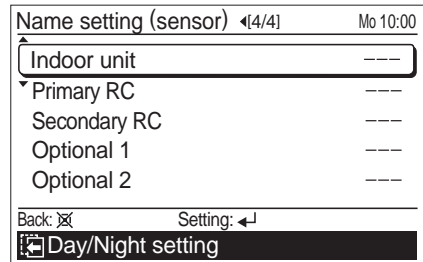 Name setting (sensor) ◀[4/4] Mo 10:00
Indoor unit −−−
Primary RC −−−
Secondary RC −−−
Optional 1 −−−
Optional 2 −−−
Back: Setting: ↵
Day/Night setting